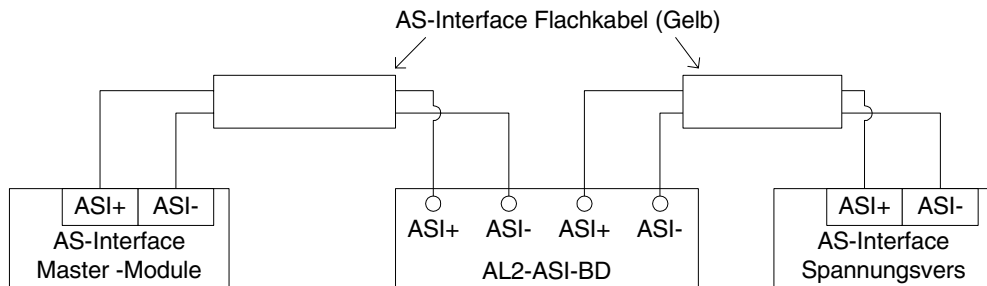 AS-Interface Flachkabel (Gelb)
ASI+ ASI-
AS-Interface
Master -Module
ASI+ ASI- ASI+ ASI-
AL2-ASI-BD
ASI+ ASI-
AS-Interface
Spannungsvers